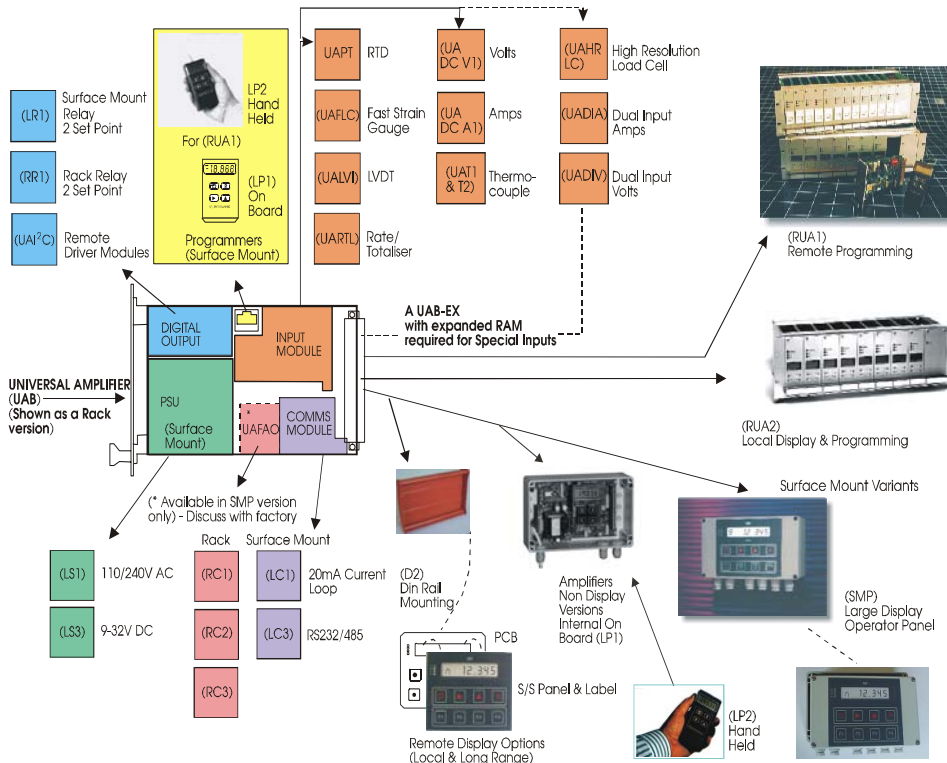 (LR1)
Surface Mount
Relay
2 Set Point
(RR1)
Rack Relay
2 Set Point
(UAI²C)
Remote
Driver Modules
LP2
Hand
Held
For (RUA1)
(LP1)
On
Board
Programmers
(Surface Mount)
UAPT
RTD
(UAFLC)
Fast Strain
Gauge
(UALVI)
LVDT
(UARTL)
Rate/
Totaliser
(UA
DC V1)
Volts
(UA
DC A1)
Amps
(UAT1
& T2)
Thermo-
couple
(UAHR
LC)
High Resolution
Load Cell
(UADIA)
Dual Input
Amps
(UADIV)
Dual Input
Volts
(RUA1)
Remote Programming
UNIVERSAL AMPLIFIER
(UAB)
(Shown as a Rack
version)
DIGITAL
OUTPUT
INPUT
MODULE
PSU
(Surface
Mount)
*
UAFAO
COMMS
MODULE
A UAB-EX
with expanded RAM
required for Special Inputs
(RUA2)
Local Display & Programming
(* Available in SMP version
only) - Discuss with factory
Surface Mount Variants
(LS1)
110/240V AC
(LS3)
9-32V DC
Rack
Surface Mount
(RC1)
(RC2)
(RC3)
(LC1)
20mA Current
Loop
(LC3)
RS232/485
(D2)
Din Rail
Mounting
PCB
12.345
S/S Panel & Label
Remote Display Options
(Local & Long Range)
Amplifiers
Non Display
Versions
Internal On
Board (LP1)
(LP2)
Hand
Held
12.345
(SMP)
Large Display
Operator Panel
12.345